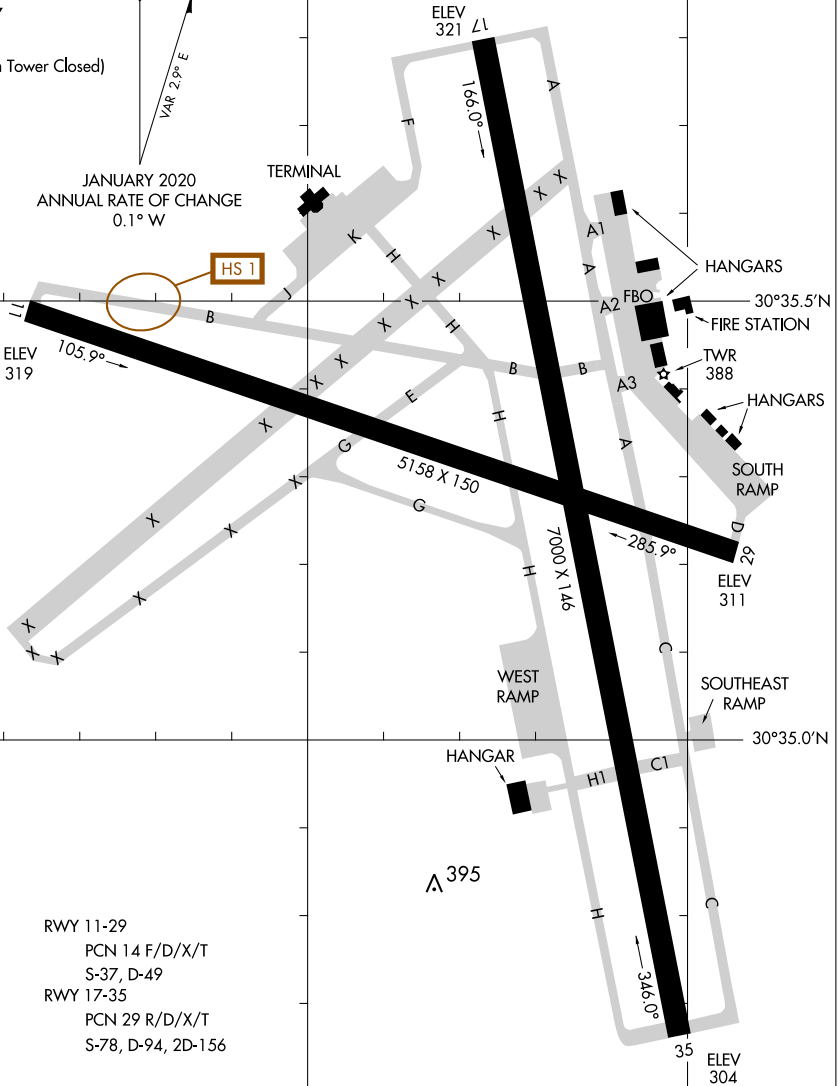 ELEV
321
17
n Tower Closed)
VAR 2.9° E
166.0°
A
F
JANUARY 2020
ANNUAL RATE OF CHANGE
0.1° W
TERMINAL
X
X
X
A1
K
H
A
HANGARS
HS 1
X
J
A2
FBO
30°35.5'N
11
B
X
X
H
FIRE STATION
ELEV
319
105.9°
X
X
B
B
TWR
388
A3
E
HANGARS
H
X
G
A
5158 X 150
SOUTH
RAMP
X
G
X
X
D
7000 X 146
285.9°
29
H
ELEV
311
X
X
X
X
C
WEST
RAMP
SOUTHEAST
RAMP
30°35.0'N
HANGAR
H1
C1
395
H
C
RWY 11-29
PCN 14 F/D/X/T
S-37, D-49
RWY 17-35
PCN 29 R/D/X/T
S-78, D-94, 2D-156
346.0°
35
ELEV
304